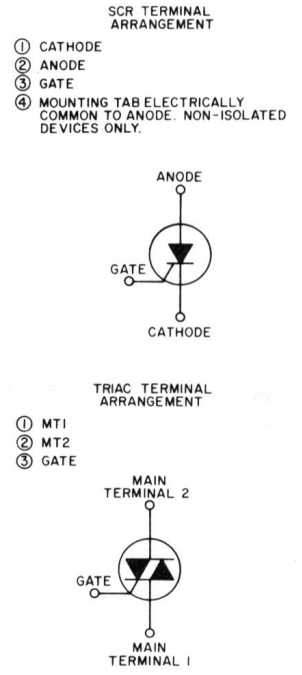 SCR TERMINAL
ARRANGEMENT
① CATHODE
② ANODE
③ GATE
④ MOUNTING TAB ELECTRICALLY
COMMON TO ANODE. NON-ISOLATED
DEVICES ONLY.
ANODE
GATE
CATHODE
TRIAC TERMINAL
ARRANGEMENT
① MT1
② MT2
③ GATE
MAIN
TERMINAL 2
GATE
MAIN
TERMINAL 1